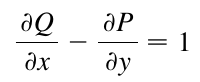 ∂Q/∂x − ∂P/∂y = 1